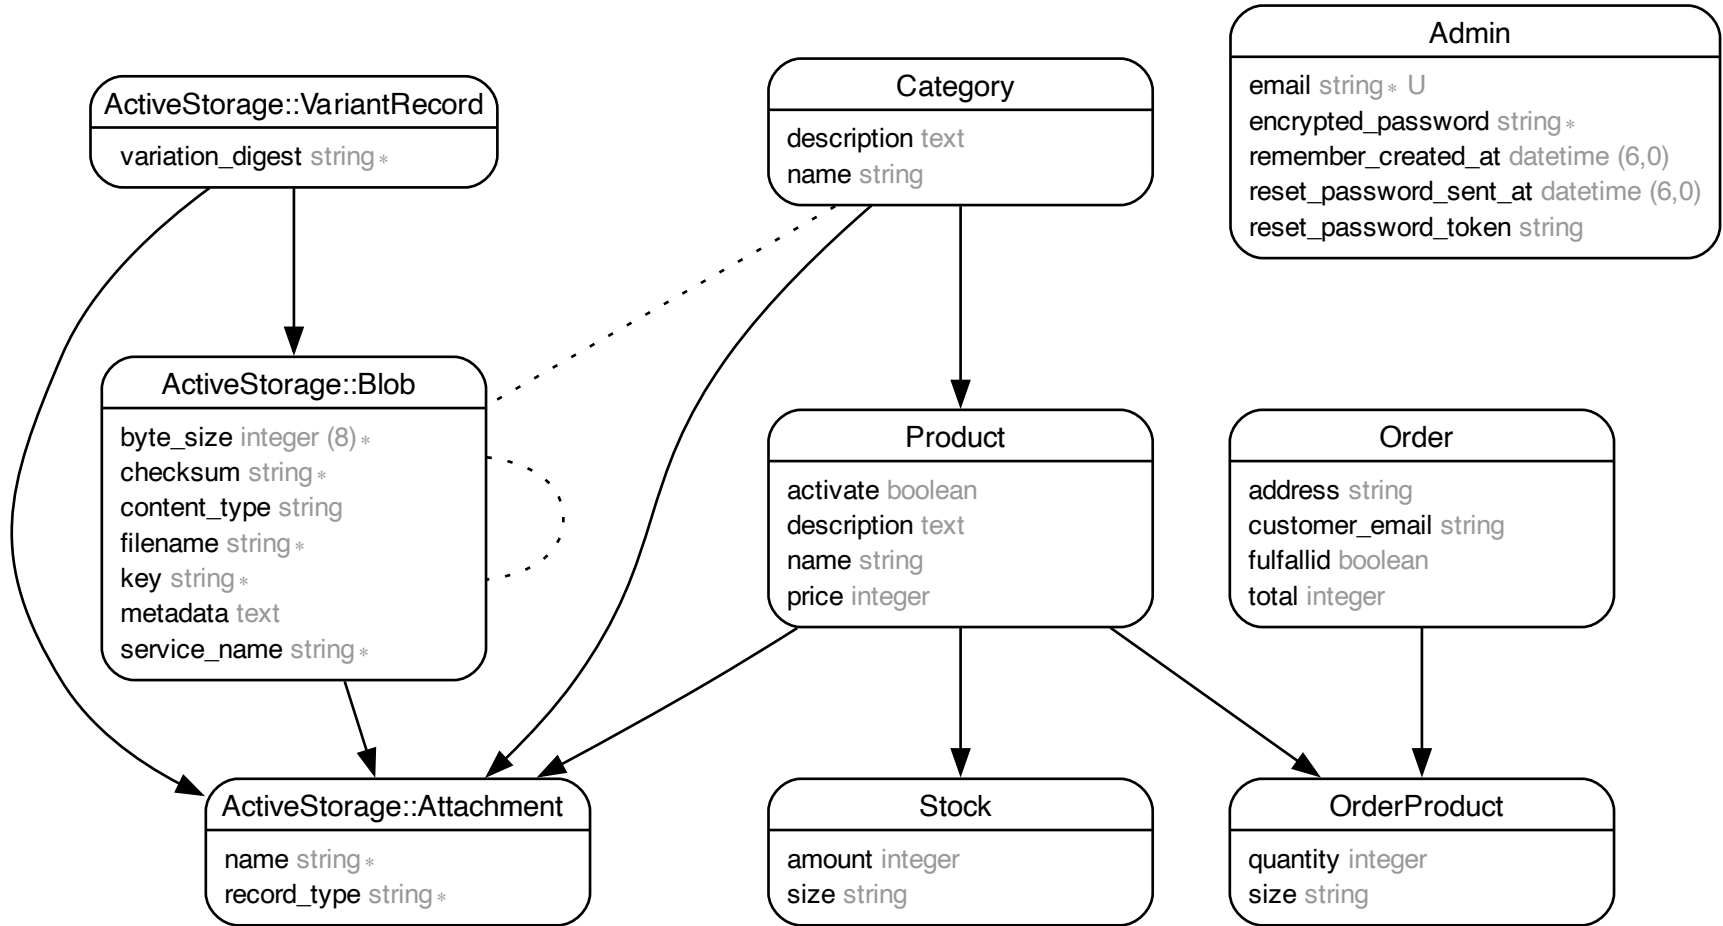 ActiveStorage::VariantRecord
variation_digest string*
Category
description text
name string
Admin
email string* U
encrypted_password string*
remember_created_at datetime (6,0)
reset_password_sent_at datetime (6,0)
reset_password_token string
ActiveStorage::Blob
byte_size integer (8)*
checksum string*
content_type string
filename string*
key string*
metadata text
service_name string*
Product
activate boolean
description text
name string
price integer
Order
address string
customer_email string
fulfallid boolean
total integer
ActiveStorage::Attachment
name string*
record_type string*
Stock
amount integer
size string
OrderProduct
quantity integer
size string